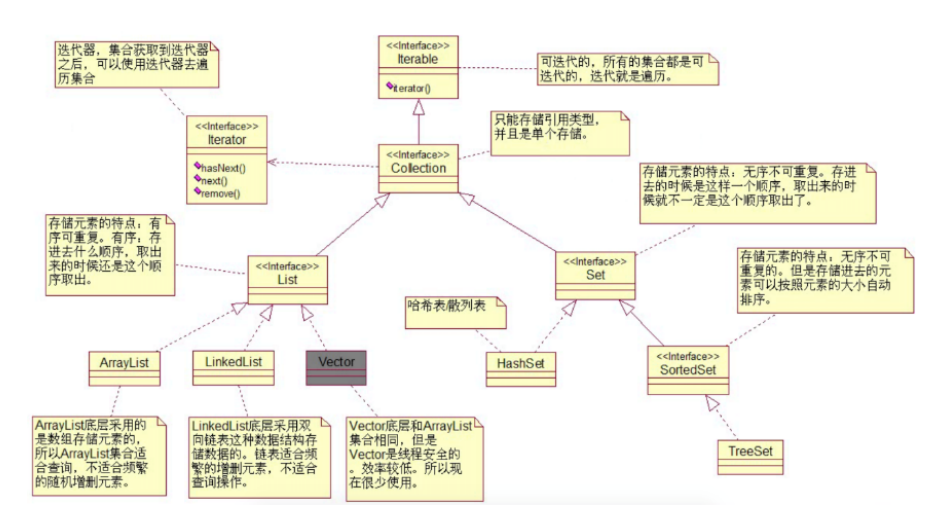 迭代器，集合获取到迭代器
之后，可以使用迭代器去遍
历集合
<<Interface>>
Iterable
iterator()
可迭代的，所有的集合都是可
迭代的，迭代就是遍历。
<<Interface>>
Iterator
hasNext()
next()
remove()
只能存储引用类型，
并且是单个存储。
<<Interface>>
Collection
存储元素的特点：无序不可重复。存进
去的时候是这样一个顺序，取出来的时
候就不一定是这个顺序取出了。
存储元素的特点：有
序可重复。有序：存
进去什么顺序，取出
来的时候还是这个顺
序取出。
<<Interface>>
List
<<Interface>>
Set
存储元素的特点：无序不可
重复的。但是存储进去的元
素可以按照元素的大小自动
排序。
哈希表/散列表
ArrayList
LinkedList
Vector
HashSet
<<Interface>>
SortedSet
ArrayList底层采用的
是数组存储元素的，
所以ArrayList集合适
合查询，不适合频繁
的随机增删元素。
LinkedList底层采用双
向链表这种数据结构存
储数据的。链表适合频
繁的增删元素，不适合
查询操作。
Vector底层和ArrayList
集合相同，但是
Vector是线程安全的
。效率较低。所以现
在很少使用。
TreeSet